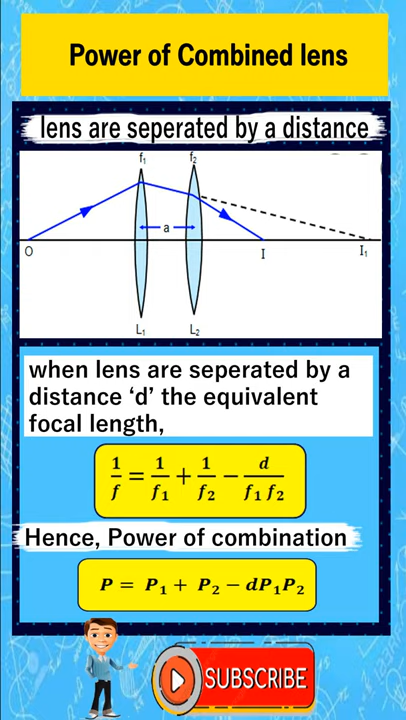 Power of Combined lens
lens are seperated by a distance
f₁ f₂
a
O I I₁
L₁ L₂
when lens are seperated by a
distance ‘d’ the equivalent
focal length,
1/f = 1/f₁ + 1/f₂ − d/f₁f₂
Hence, Power of combination
P = P₁ + P₂ − dP₁P₂
SUBSCRIBE